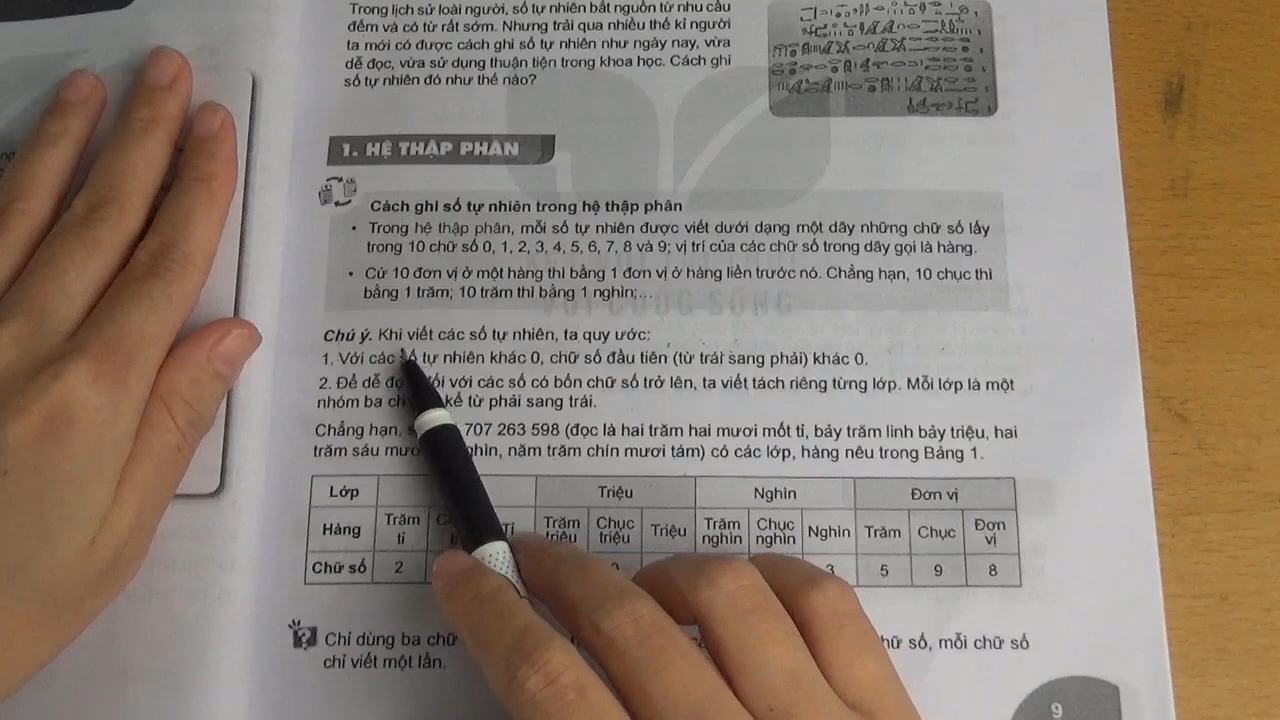 Trong lịch sử loài người, số tự nhiên bắt nguồn từ nhu cầu
đếm và có từ rất sớm. Nhưng trải qua nhiều thế kỉ người
ta mới có được cách ghi số tự nhiên như ngày nay, vừa
dễ đọc, vừa sử dụng thuận tiện trong khoa học. Cách ghi
số tự nhiên đó như thế nào?
1. HỆ THẬP PHÂN
Cách ghi số tự nhiên trong hệ thập phân
• Trong hệ thập phân, mỗi số tự nhiên được viết dưới dạng một dãy những chữ số lấy
trong 10 chữ số 0, 1, 2, 3, 4, 5, 6, 7, 8 và 9; vị trí của các chữ số trong dãy gọi là hàng.
• Cứ 10 đơn vị ở một hàng thì bằng 1 đơn vị ở hàng liền trước nó. Chẳng hạn, 10 chục thì
bằng 1 trăm; 10 trăm thì bằng 1 nghìn;...
Chú ý. Khi viết các số tự nhiên, ta quy ước:
1. Với các số tự nhiên khác 0, chữ số đầu tiên (từ trái sang phải) khác 0.
2. Để dễ đọ với các số có bốn chữ số trở lên, ta viết tách riêng từng lớp. Mỗi lớp là một
nhóm ba kể từ phải sang trái.
Chẳng hạn, 707 263 598 (đọc là hai trăm hai mươi mốt tỉ, bảy trăm linh bảy triệu, hai
trăm sáu năm trăm chín mươi tám) có các lớp, hàng nêu trong Bảng 1.
Lớp Triệu Nghìn Đơn vị
Hàng Trăm tỉ Tỉ Trăm triệu Chục triệu Triệu Trăm nghìn Chục nghìn Nghìn Trăm Chục Đơn vị
Chữ số 2 3 5 9 8
Chỉ dùng ba chữ chữ số, mỗi chữ số
chỉ viết một lần.
9